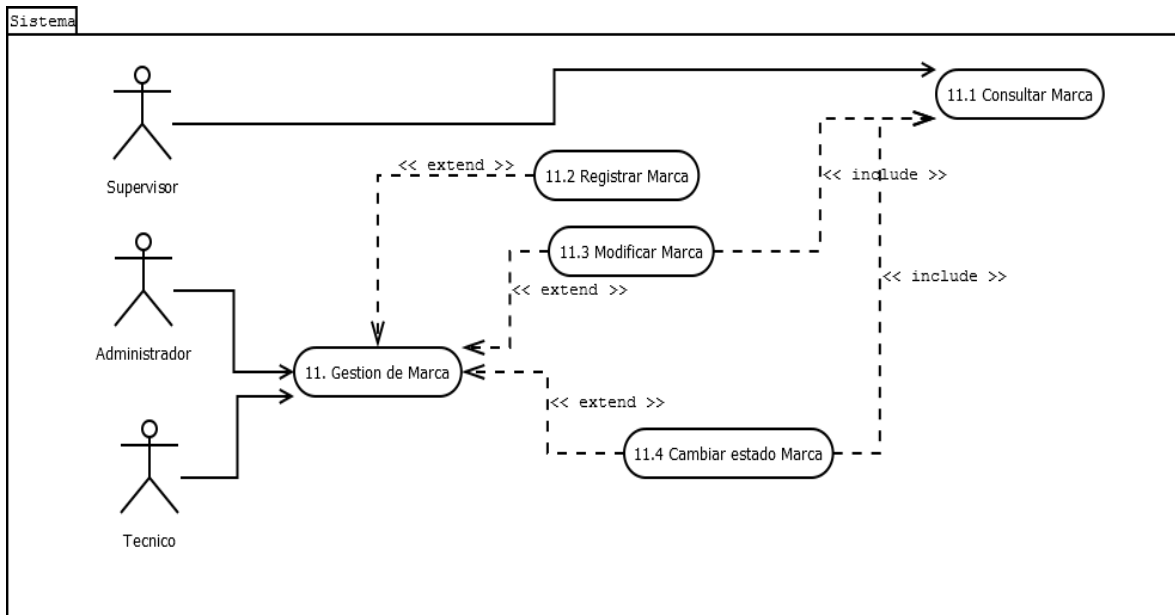 Sistema
11.1 Consultar Marca
<< extend >>
11.2 Registrar Marca
<< include >>
Supervisor
11.3 Modificar Marca
<< include >>
<< extend >>
Administrador
11. Gestion de Marca
<< extend >>
11.4 Cambiar estado Marca
Tecnico